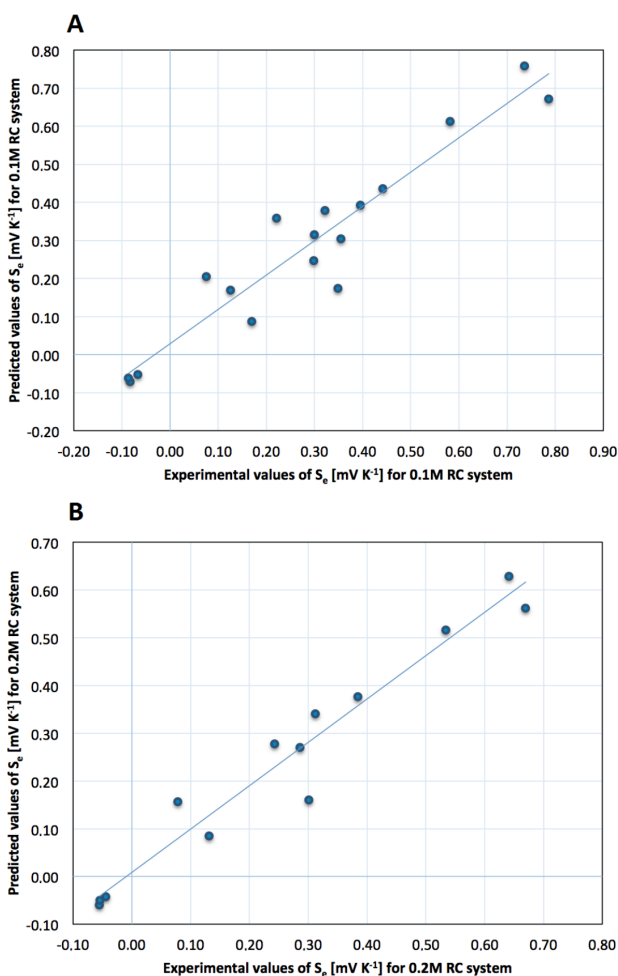 A
0.80
0.70
0.60
0.50
0.40
0.30
0.20
0.10
0.00
-0.10
-0.20
Predicted values of Se [mV K-1] for 0.1M RC system
-0.20 -0.10 0.00 0.10 0.20 0.30 0.40 0.50 0.60 0.70 0.80 0.90
Experimental values of Se [mV K-1] for 0.1M RC system
B
0.70
0.60
0.50
0.40
0.30
0.20
0.10
0.00
-0.10
Predicted values of Se [mV K-1] for 0.2M RC system
-0.10 0.00 0.10 0.20 0.30 0.40 0.50 0.60 0.70 0.80
Experimental values of Se [mV K-1] for 0.2M RC system